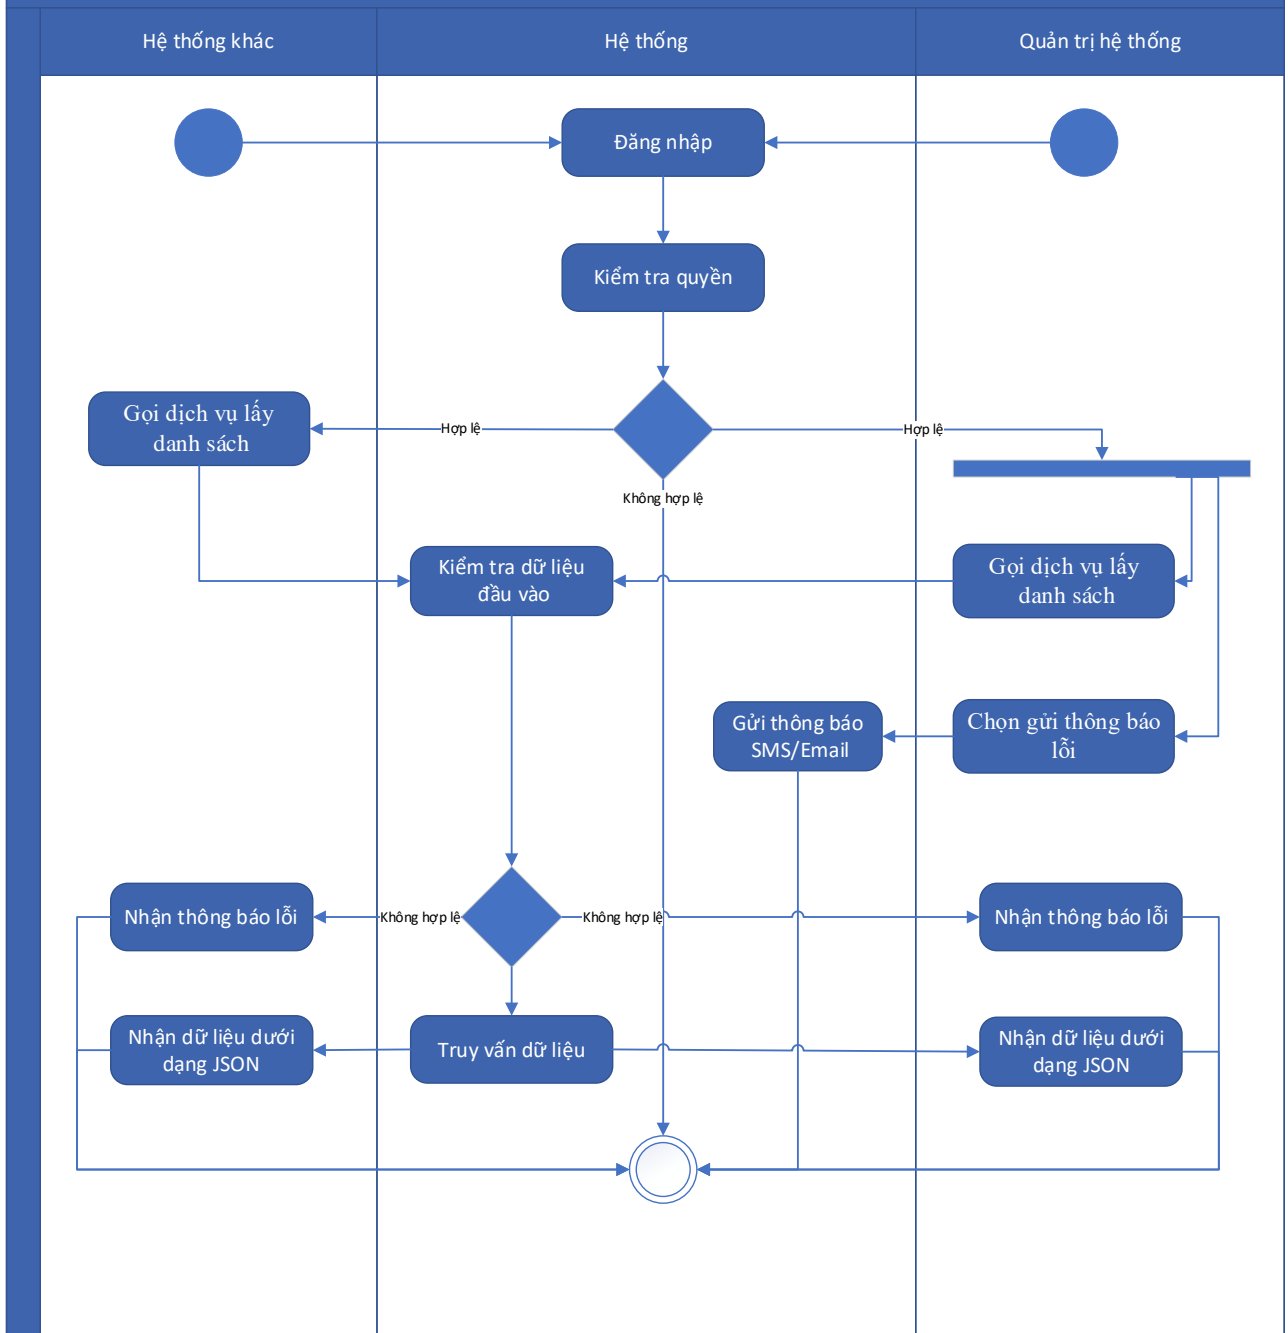 Hệ thống khác
Hệ thống
Quản trị hệ thống
Đăng nhập
Kiểm tra quyền
Gọi dịch vụ lấy
danh sách
Hợp lệ
Hợp lệ
Không hợp lệ
Kiểm tra dữ liệu
đầu vào
Gọi dịch vụ lấy
danh sách
Gửi thông báo
SMS/Email
Chọn gửi thông báo
lỗi
Nhận thông báo lỗi
Không hợp lệ
Không hợp lệ
Nhận thông báo lỗi
Nhận dữ liệu dưới
dạng JSON
Truy vấn dữ liệu
Nhận dữ liệu dưới
dạng JSON